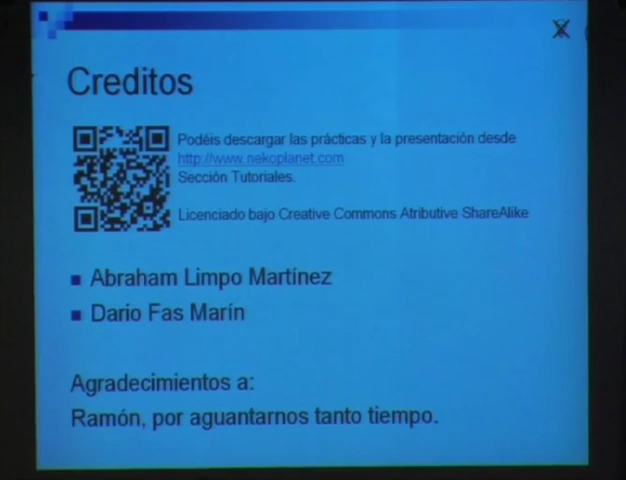 Creditos
Podéis descargar las prácticas y la presentación desde
http://www.nekoplanet.com
Sección Tutoriales.
Licenciado bajo Creative Commons Atributive ShareAlike
Abraham Limpo Martínez
Dario Fas Marín
Agradecimientos a:
Ramón, por aguantarnos tanto tiempo.